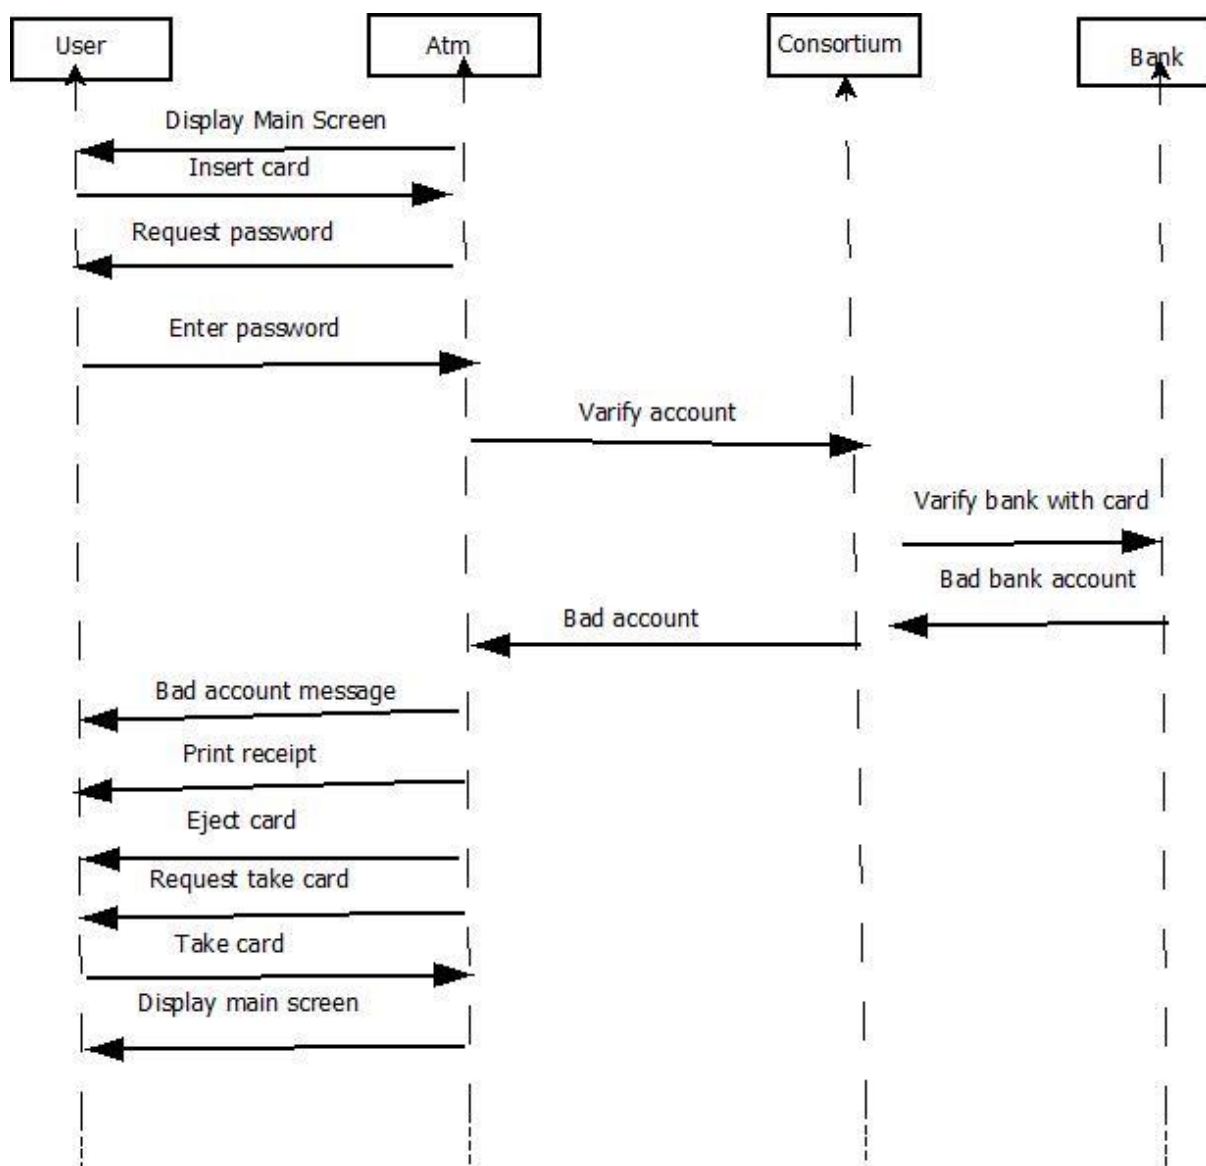 User
Atm
Consortium
Bank
Display Main Screen
Insert card
Request password
Enter password
Varify account
Varify bank with card
Bad bank account
Bad account
Bad account message
Print receipt
Eject card
Request take card
Take card
Display main screen